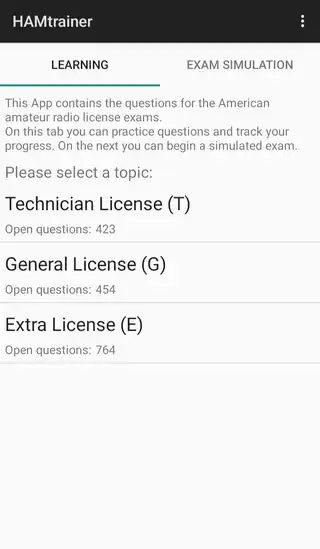 HAMtrainer
LEARNING
EXAM SIMULATION
This App contains the questions for the American
amateur radio license exams.
On this tab you can practice questions and track your
progress. On the next you can begin a simulated exam.
Please select a topic:
Technician License (T)
Open questions: 423
General License (G)
Open questions: 454
Extra License (E)
Open questions: 764